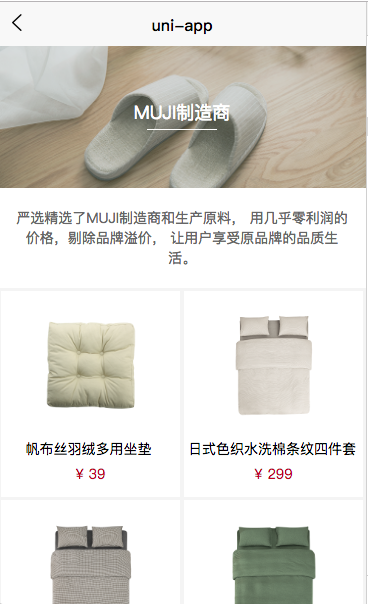 uni-app
MUJI制造商
严选精选了MUJI制造商和生产原料， 用几乎零利润的
价格，剔除品牌溢价， 让用户享受原品牌的品质生
活。
帆布丝羽绒多用坐垫
日式色织水洗棉条纹四件套
¥ 39
¥ 299